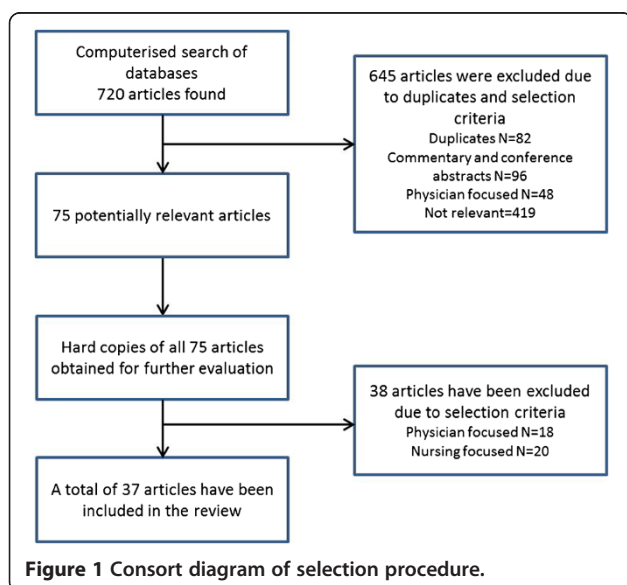 Computerised search of
databases
720 articles found
645 articles were excluded due
to duplicates and selection
criteria
Duplicates N=82
Commentary and conference
abstracts N=96
Physician focused N=48
Not relevant=419
75 potentially relevant articles
Hard copies of all 75 articles
obtained for further evaluation
38 articles have been excluded
due to selection criteria
Physician focused N=18
Nursing focused N=20
A total of 37 articles have been
included in the review
Figure 1 Consort diagram of selection procedure.